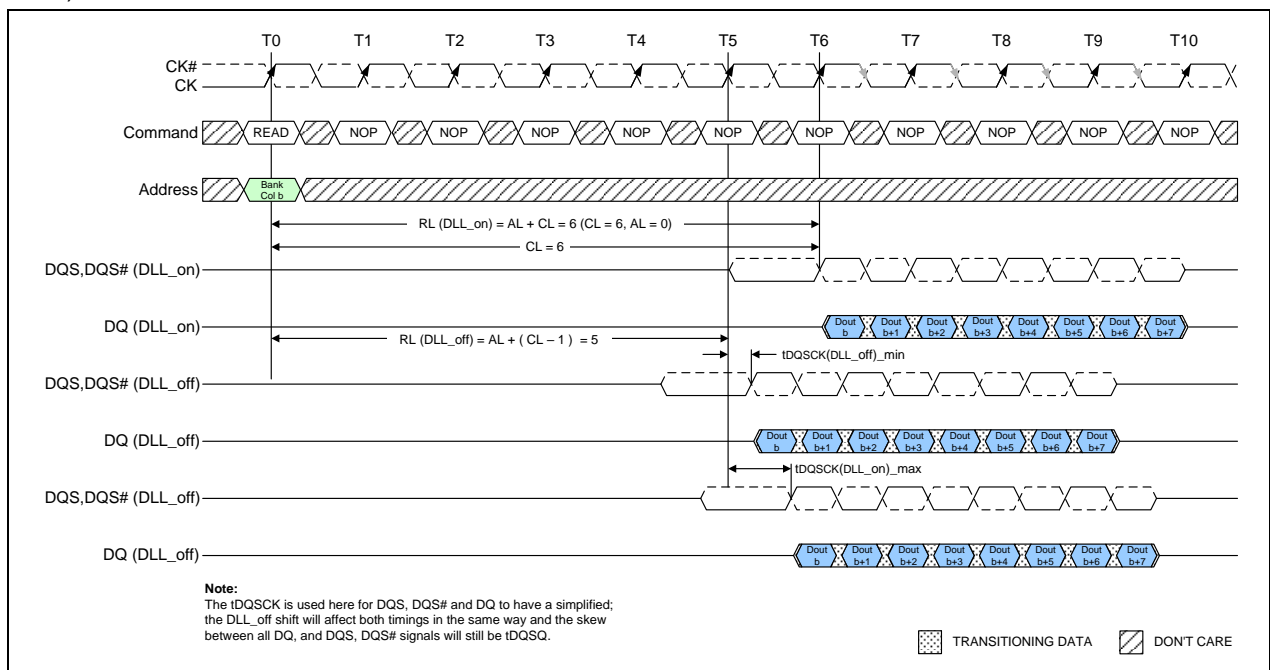 T0 T1 T2 T3 T4 T5 T6 T7 T8 T9 T10
CK#
CK
Command READ NOP NOP NOP NOP NOP NOP NOP NOP NOP NOP
Address Bank
Col b
RL (DLL_on) = AL + CL = 6 (CL = 6, AL = 0)
CL = 6
DQS,DQS# (DLL_on)
DQ (DLL_on) Dout b Dout b+1 Dout b+2 Dout b+3 Dout b+4 Dout b+5 Dout b+6 Dout b+7
RL (DLL_off) = AL + ( CL – 1 ) = 5
tDQSCK(DLL_off)_min
DQS,DQS# (DLL_off)
DQ (DLL_off) Dout b Dout b+1 Dout b+2 Dout b+3 Dout b+4 Dout b+5 Dout b+6 Dout b+7
tDQSCK(DLL_on)_max
DQS,DQS# (DLL_off)
DQ (DLL_off) Dout b Dout b+1 Dout b+2 Dout b+3 Dout b+4 Dout b+5 Dout b+6 Dout b+7
Note:
The tDQSCK is used here for DQS, DQS# and DQ to have a simplified;
the DLL_off shift will affect both timings in the same way and the skew
between all DQ, and DQS, DQS# signals will still be tDQSQ.
TRANSITIONING DATA DON'T CARE